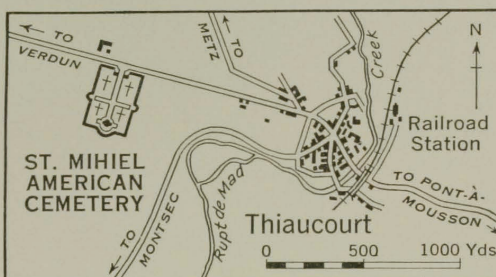 ← TO
VERDUN
← TO
METZ
Creek
N
Railroad
Station
ST. MIHIEL
AMERICAN
CEMETERY
← TO
MONTSEC
Rupt de Mad
Thiaucourt
TO PONT-À-
MOUSSON →
0 500 1000 Yds